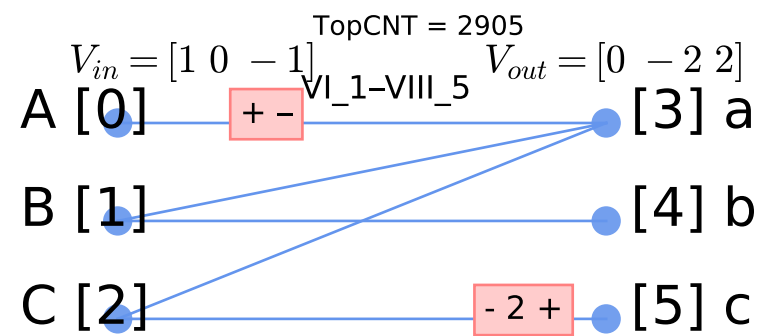 TopCNT = 2905
V_in = [1 0 −1] V_out = [0 −2 2]
VI_1–VIII_5
A [0] + – [3] a
B [1] [4] b
C [2] - 2 + [5] c